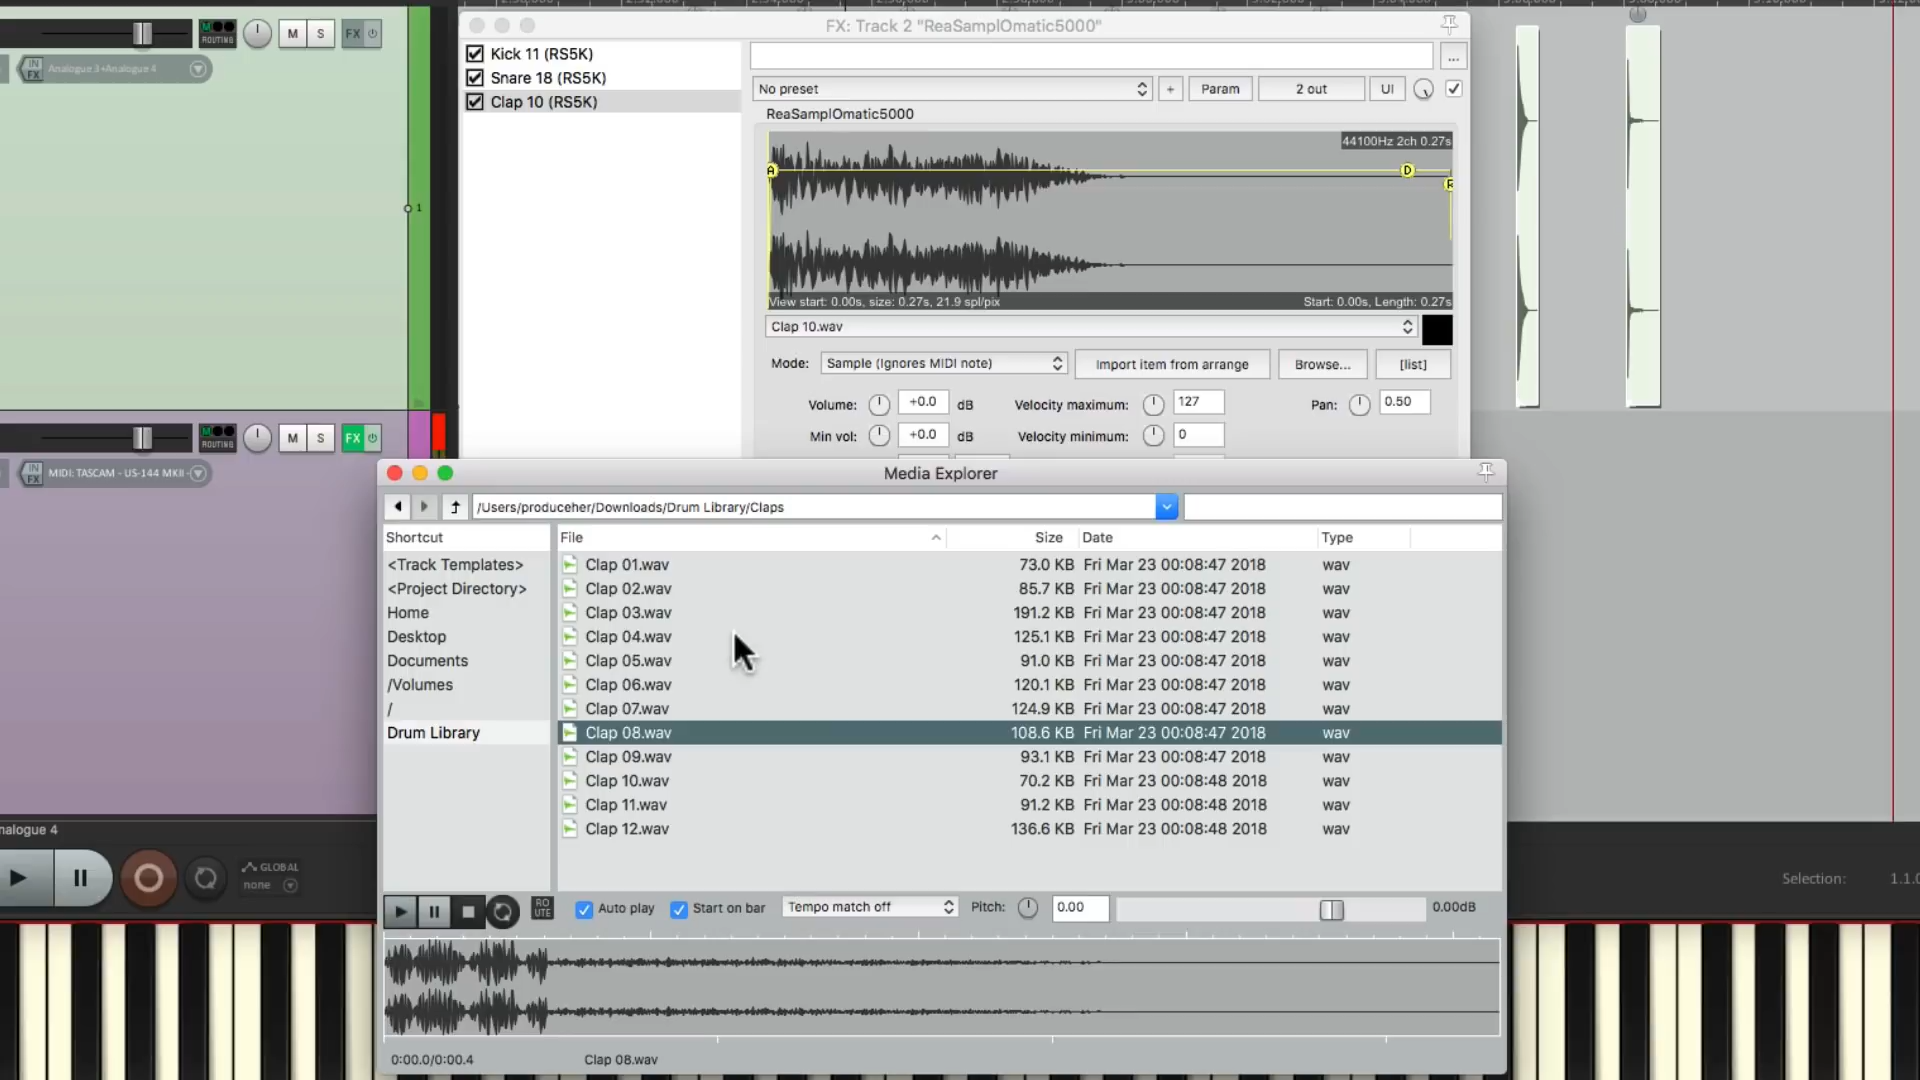 FX: Track 2 "ReaSamplOmatic5000"
M S FX
ROUTING
IN FX Analogue 3+Analogue 4
Kick 11 (RS5K)
Snare 18 (RS5K)
Clap 10 (RS5K)
...
No preset + Param 2 out UI
ReaSamplOmatic5000
44100Hz 2ch 0.27s
A D R
View start: 0.00s, size: 0.27s, 21.9 spl/pix Start: 0.00s, Length: 0.27s
1
Clap 10.wav
Mode: Sample (Ignores MIDI note) Import item from arrange Browse... [list]
Volume: +0.0 dB Velocity maximum: 127 Pan: 0.50
Min vol: +0.0 dB Velocity minimum: 0
M S FX
ROUTING
IN FX MIDI: TASCAM - US-144 MKII -
Media Explorer
/Users/produceher/Downloads/Drum Library/Claps
Shortcut File Size Date Type
<Track Templates> Clap 01.wav 73.0 KB Fri Mar 23 00:08:47 2018 wav
<Project Directory> Clap 02.wav 85.7 KB Fri Mar 23 00:08:47 2018 wav
Home Clap 03.wav 191.2 KB Fri Mar 23 00:08:47 2018 wav
Desktop Clap 04.wav 125.1 KB Fri Mar 23 00:08:47 2018 wav
Documents Clap 05.wav 91.0 KB Fri Mar 23 00:08:47 2018 wav
/Volumes Clap 06.wav 120.1 KB Fri Mar 23 00:08:47 2018 wav
/ Clap 07.wav 124.9 KB Fri Mar 23 00:08:47 2018 wav
Drum Library Clap 08.wav 108.6 KB Fri Mar 23 00:08:47 2018 wav
Clap 09.wav 93.1 KB Fri Mar 23 00:08:47 2018 wav
Clap 10.wav 70.2 KB Fri Mar 23 00:08:48 2018 wav
Clap 11.wav 91.2 KB Fri Mar 23 00:08:48 2018 wav
Clap 12.wav 136.6 KB Fri Mar 23 00:08:48 2018 wav
nalogue 4
GLOBAL
none
Selection: 1.1.0
RO UTE Auto play Start on bar Tempo match off Pitch: 0.00 0.00dB
0:00.0/0:00.4 Clap 08.wav